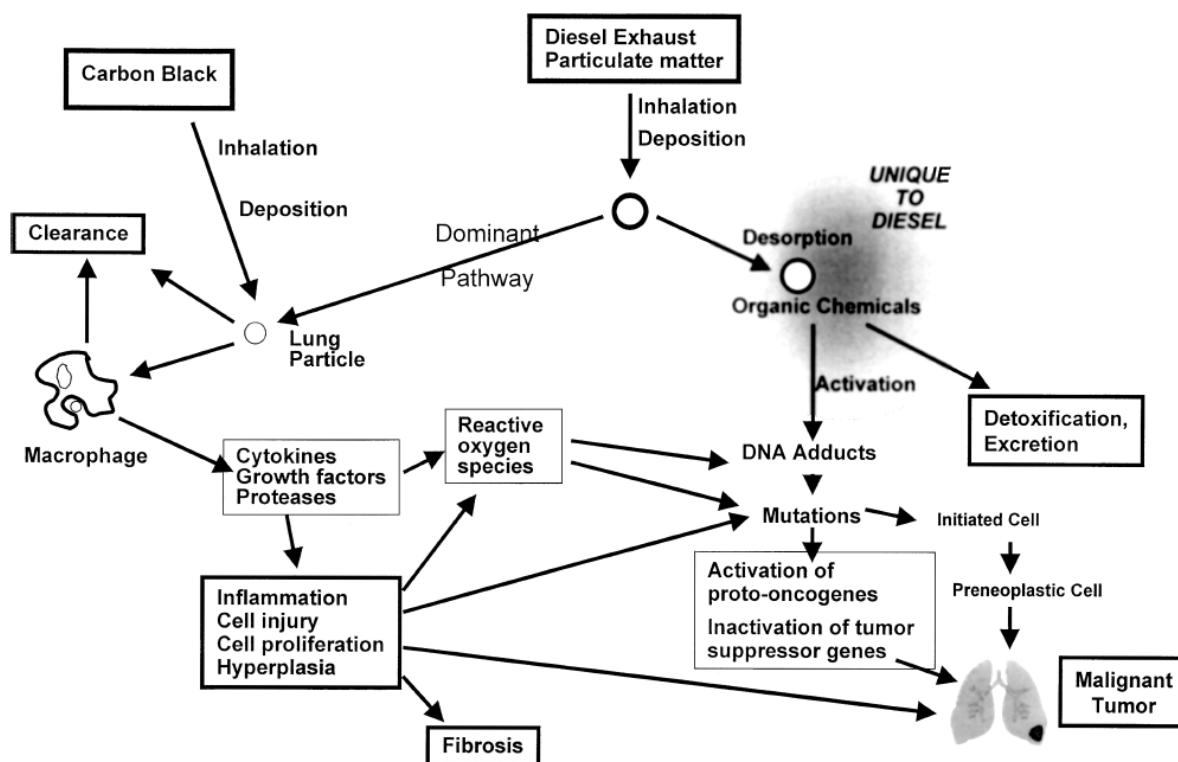 Diesel Exhaust
Particulate matter
Carbon Black
Inhalation
Deposition
Inhalation
Deposition
UNIQUE
TO
DIESEL
Clearance
Dominant
Pathway
Desorption
Organic Chemicals
Lung
Particle
Activation
Detoxification,
Excretion
Macrophage
Cytokines
Growth factors
Proteases
Reactive
oxygen
species
DNA Adducts
Mutations
Initiated Cell
Preneoplastic Cell
Inflammation
Cell injury
Cell proliferation
Hyperplasia
Activation of
proto-oncogenes
Inactivation of tumor
suppressor genes
Malignant
Tumor
Fibrosis